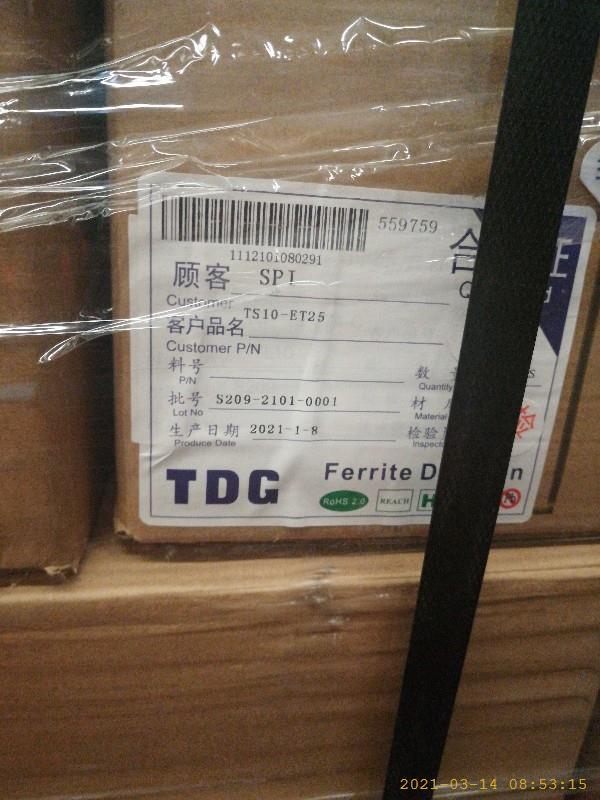 559759
1112101080291
顾客 SPI
Customer
客户品名 TS10-ET25
Customer P/N
料号
P/N
数
Quantity
批号 S209-2101-0001
Lot No
材
Material
生产日期 2021-1-8
Produce Date
检验
TDG Ferrite
RoHS 2.0 REACH
2021-03-14 08:53:15